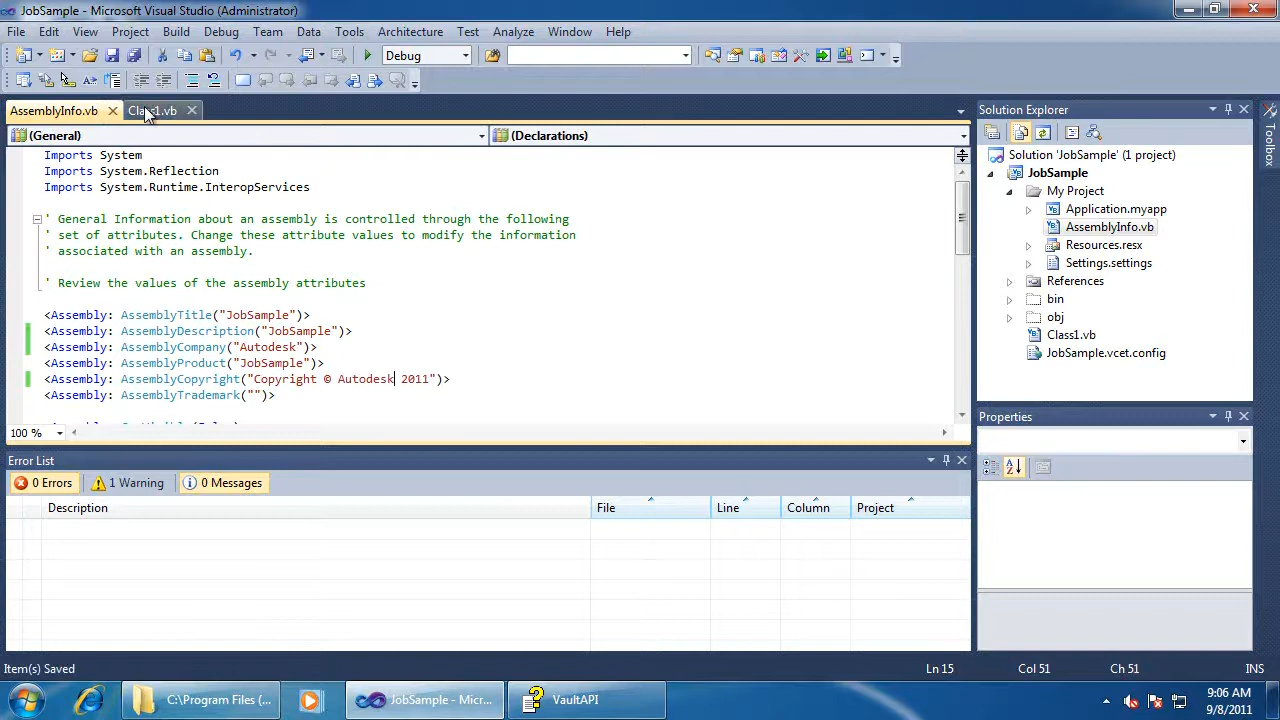 JobSample - Microsoft Visual Studio (Administrator)
File Edit View Project Build Debug Team Data Tools Architecture Test Analyze Window Help
Debug
AssemblyInfo.vb Class1.vb
(General) (Declarations)
Imports System
Imports System.Reflection
Imports System.Runtime.InteropServices
' General Information about an assembly is controlled through the following
' set of attributes. Change these attribute values to modify the information
' associated with an assembly.
' Review the values of the assembly attributes
<Assembly: AssemblyTitle("JobSample")>
<Assembly: AssemblyDescription("JobSample")>
<Assembly: AssemblyCompany("Autodesk")>
<Assembly: AssemblyProduct("JobSample")>
<Assembly: AssemblyCopyright("Copyright © Autodesk 2011")>
<Assembly: AssemblyTrademark("")>
100 %
Solution Explorer
Solution 'JobSample' (1 project)
JobSample
My Project
Application.myapp
AssemblyInfo.vb
Resources.resx
Settings.settings
References
bin
obj
Class1.vb
JobSample.vcet.config
Toolbox
Properties
Error List
0 Errors 1 Warning 0 Messages
Description File Line Column Project
Item(s) Saved Ln 15 Col 51 Ch 51 INS
C:\Program Files (... JobSample - Micros... VaultAPI
9:06 AM
9/8/2011